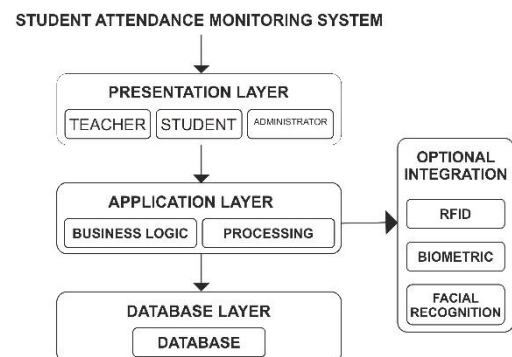 STUDENT ATTENDANCE MONITORING SYSTEM
PRESENTATION LAYER
TEACHER
STUDENT
ADMINISTRATOR
APPLICATION LAYER
BUSINESS LOGIC
PROCESSING
OPTIONAL
INTEGRATION
RFID
BIOMETRIC
FACIAL
RECOGNITION
DATABASE LAYER
DATABASE